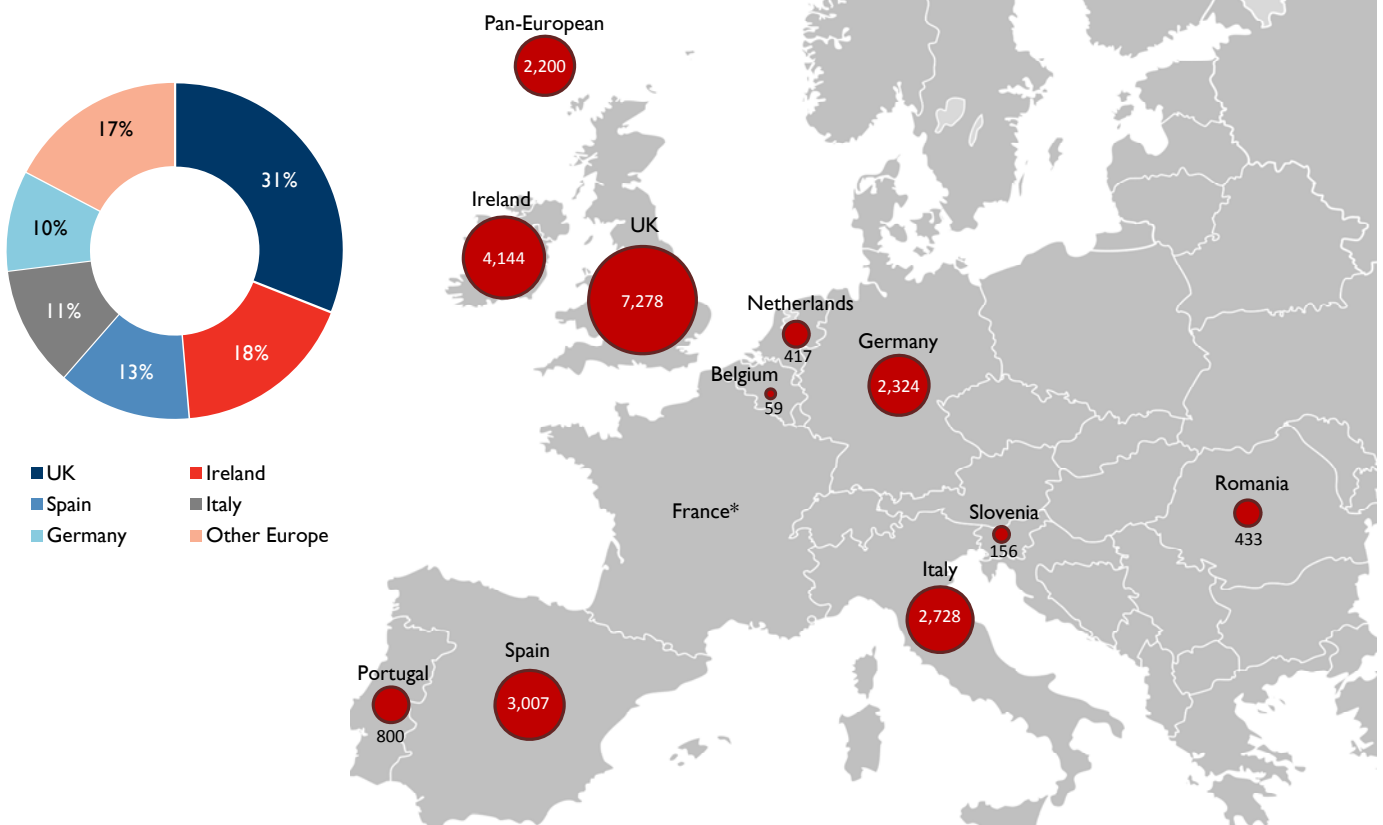 17%
31%
10%
11%
18%
13%
UK
Ireland
Spain
Italy
Germany
Other Europe
Pan-European
2,200
Ireland
4,144
UK
7,278
Netherlands
417
Germany
2,324
Belgium
59
France*
Romania
433
Slovenia
156
Italy
2,728
Spain
3,007
Portugal
800